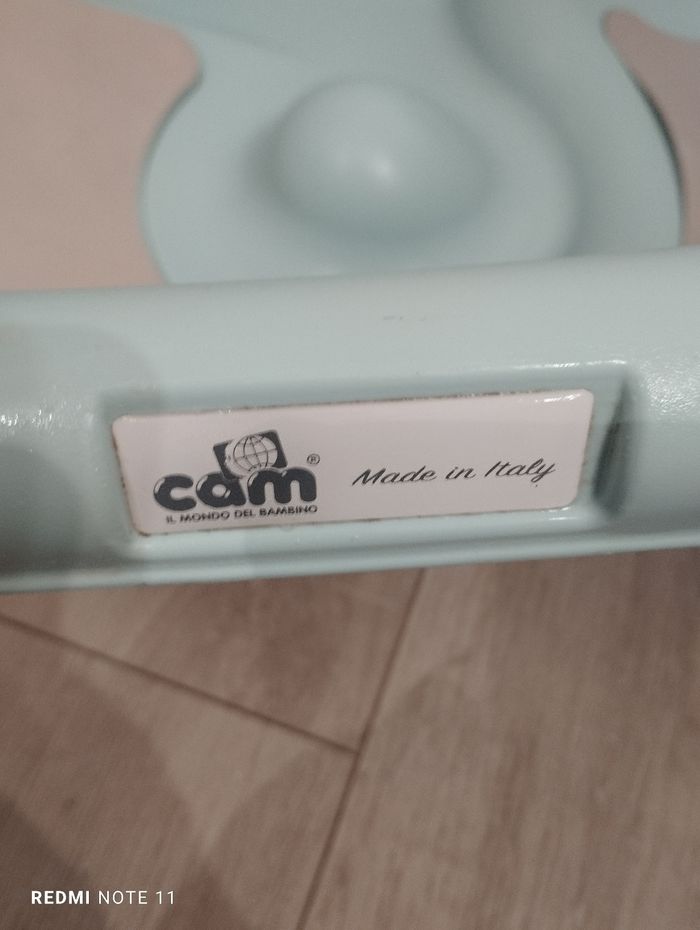 cam®
IL MONDO DEL BAMBINO
Made in Italy
REDMI NOTE 11